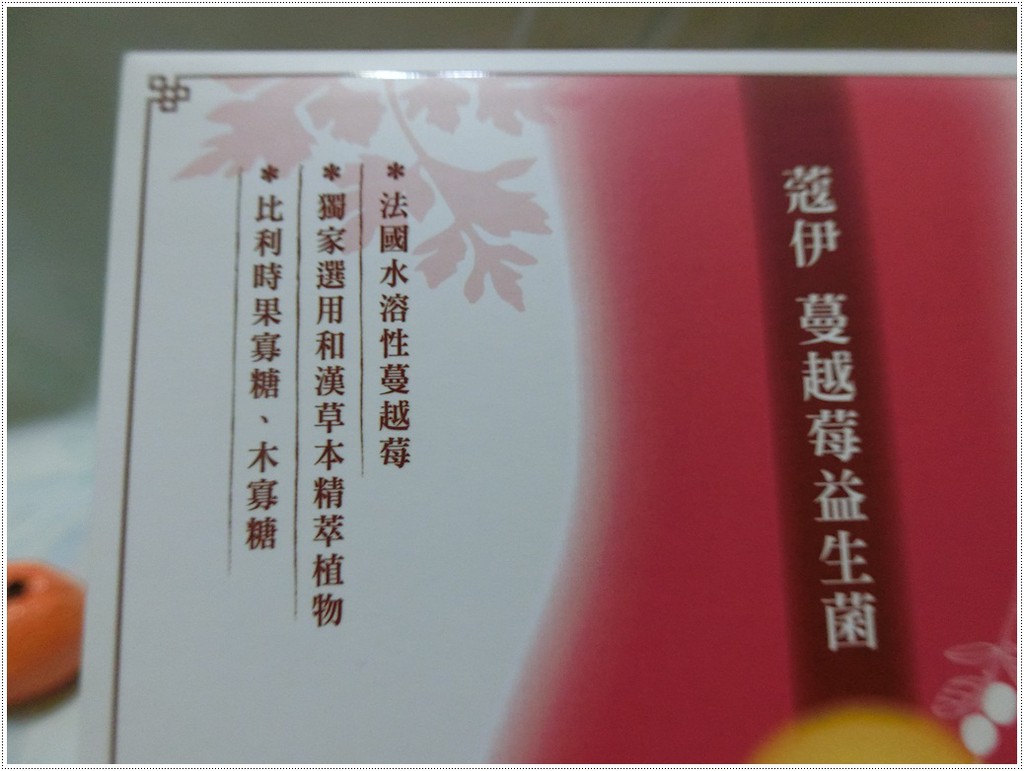 蔻伊 蔓越莓益生菌
*法國水溶性蔓越莓
*獨家選用和漢草本精萃植物
*比利時果寡糖、木寡糖